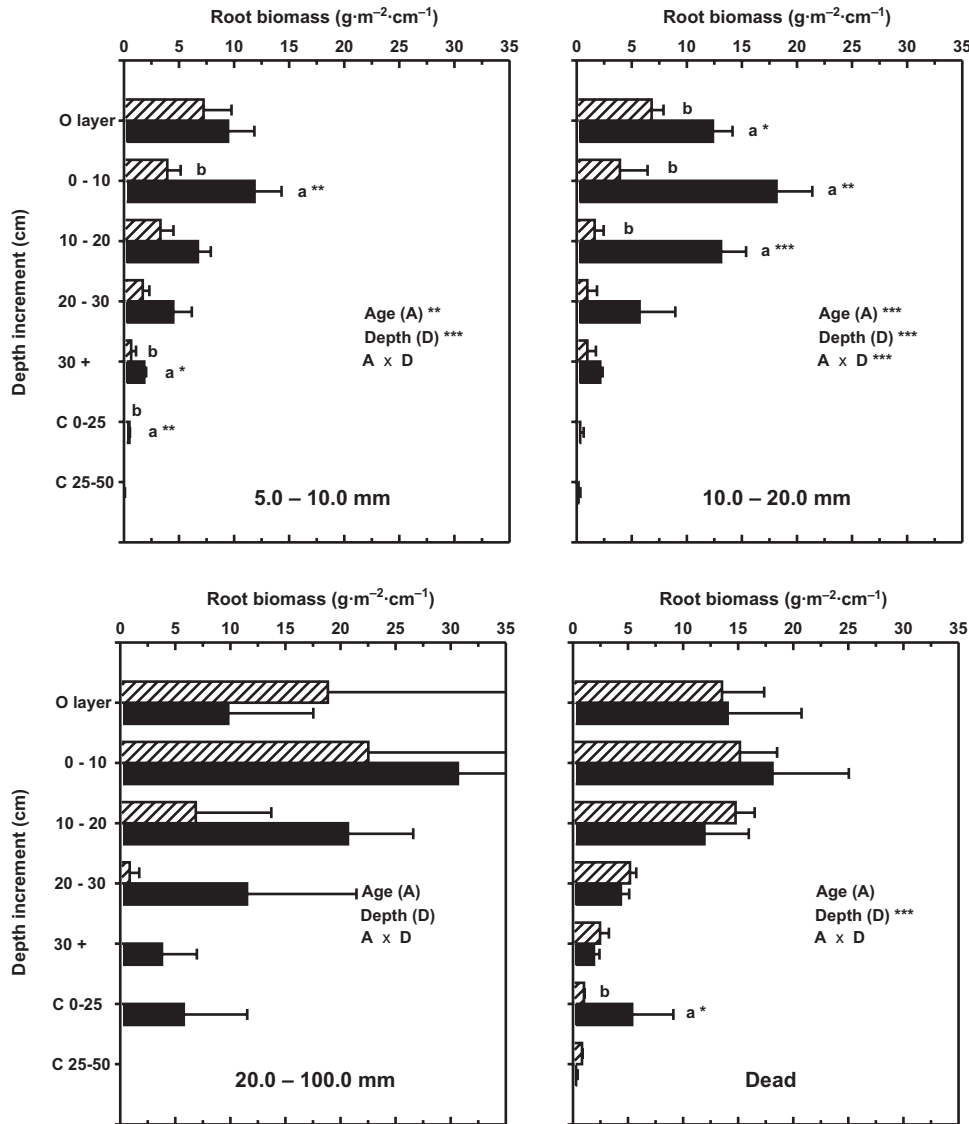 Root biomass (g·m⁻²·cm⁻¹)
0 5 10 15 20 25 30 35
Depth increment (cm)
O layer
0 - 10
b
a **
10 - 20
20 - 30
30 +
b
a *
C 0-25
b
a **
C 25-50
Age (A) **
Depth (D) ***
A x D
5.0 – 10.0 mm
Root biomass (g·m⁻²·cm⁻¹)
0 5 10 15 20 25 30 35
b
a *
b
a **
b
a ***
Age (A) ***
Depth (D) ***
A x D ***
10.0 – 20.0 mm
Root biomass (g·m⁻²·cm⁻¹)
0 5 10 15 20 25 30 35
Depth increment (cm)
O layer
0 - 10
10 - 20
20 - 30
30 +
C 0-25
C 25-50
Age (A)
Depth (D)
A x D
20.0 – 100.0 mm
Root biomass (g·m⁻²·cm⁻¹)
0 5 10 15 20 25 30 35
Age (A)
Depth (D) ***
A x D
b
a *
Dead